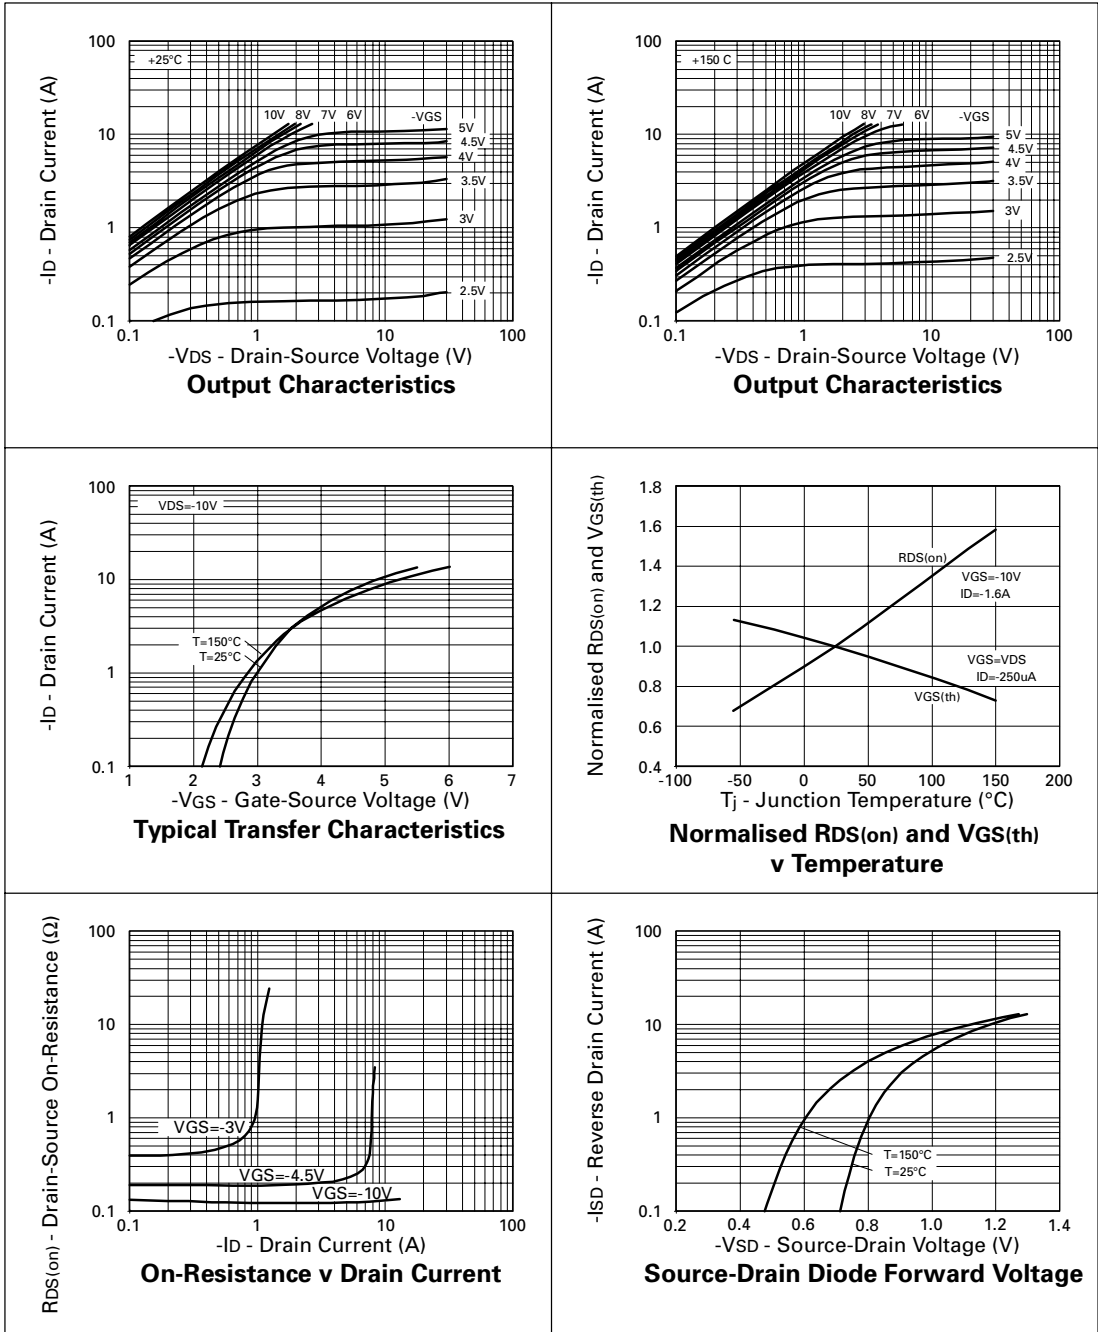 -ID - Drain Current (A)
100
10
1
0.1
+25°C
10V 8V 7V 6V -VGS
5V
4.5V
4V
3.5V
3V
2.5V
0.1 1 10 100
-VDS - Drain-Source Voltage (V)
Output Characteristics
-ID - Drain Current (A)
100
10
1
0.1
+150 C
10V 8V 7V 6V -VGS
5V
4.5V
4V
3.5V
3V
2.5V
0.1 1 10 100
-VDS - Drain-Source Voltage (V)
Output Characteristics
-ID - Drain Current (A)
100
10
1
0.1
VDS=-10V
T=150°C
T=25°C
1 2 3 4 5 6 7
-VGS - Gate-Source Voltage (V)
Typical Transfer Characteristics
Normalised RDS(on) and VGS(th)
1.8
1.6
1.4
1.2
1.0
0.8
0.6
0.4
RDS(on)
VGS=-10V
ID=-1.6A
VGS=VDS
ID=-250uA
VGS(th)
-100 -50 0 50 100 150 200
Tj - Junction Temperature (°C)
Normalised RDS(on) and VGS(th)
v Temperature
RDS(on) - Drain-Source On-Resistance (Ω)
100
10
1
0.1
VGS=-3V
VGS=-4.5V
VGS=-10V
0.1 1 10 100
-ID - Drain Current (A)
On-Resistance v Drain Current
-ISD - Reverse Drain Current (A)
100
10
1
0.1
T=150°C
T=25°C
0.2 0.4 0.6 0.8 1.0 1.2 1.4
-VSD - Source-Drain Voltage (V)
Source-Drain Diode Forward Voltage